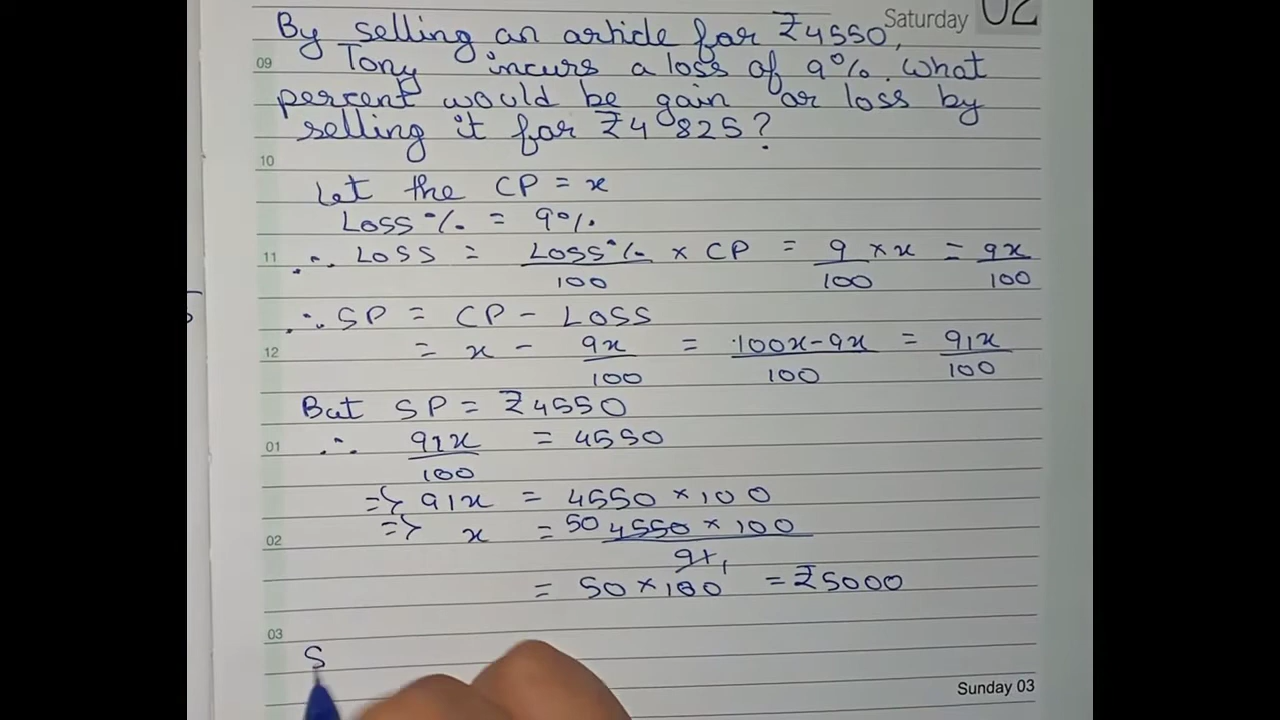 Saturday 02
By selling an article for ₹4550,
09
Tony incurs a loss of 9%. What
percent would be gain or loss by
selling it for ₹4825?
10
Let the CP = x
Loss% = 9%
11
∴ Loss = Loss%/100 × CP = 9/100 × x = 9x/100
∴ SP = CP - Loss
12
= x - 9x/100 = 100x-9x/100 = 91x/100
But SP = ₹4550
01
∴ 91x/100 = 4550
=> 91x = 4550 × 100
=> x = 50 4550 × 100/91 1
02
= 50 × 100 = ₹5000
03
S
Sunday 03